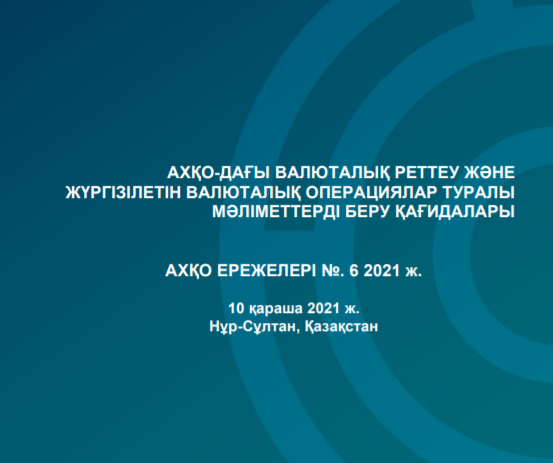 АХҚО-ДАҒЫ ВАЛЮТАЛЫҚ РЕТТЕУ ЖӘНЕ
ЖҮРГІЗІЛЕТІН ВАЛЮТАЛЫҚ ОПЕРАЦИЯЛАР ТУРАЛЫ
МӘЛІМЕТТЕРДІ БЕРУ ҚАҒИДАЛАРЫ
АХҚО ЕРЕЖЕЛЕРІ №. 6 2021 ж.
10 қараша 2021 ж.
Нұр-Сұлтан, Қазақстан